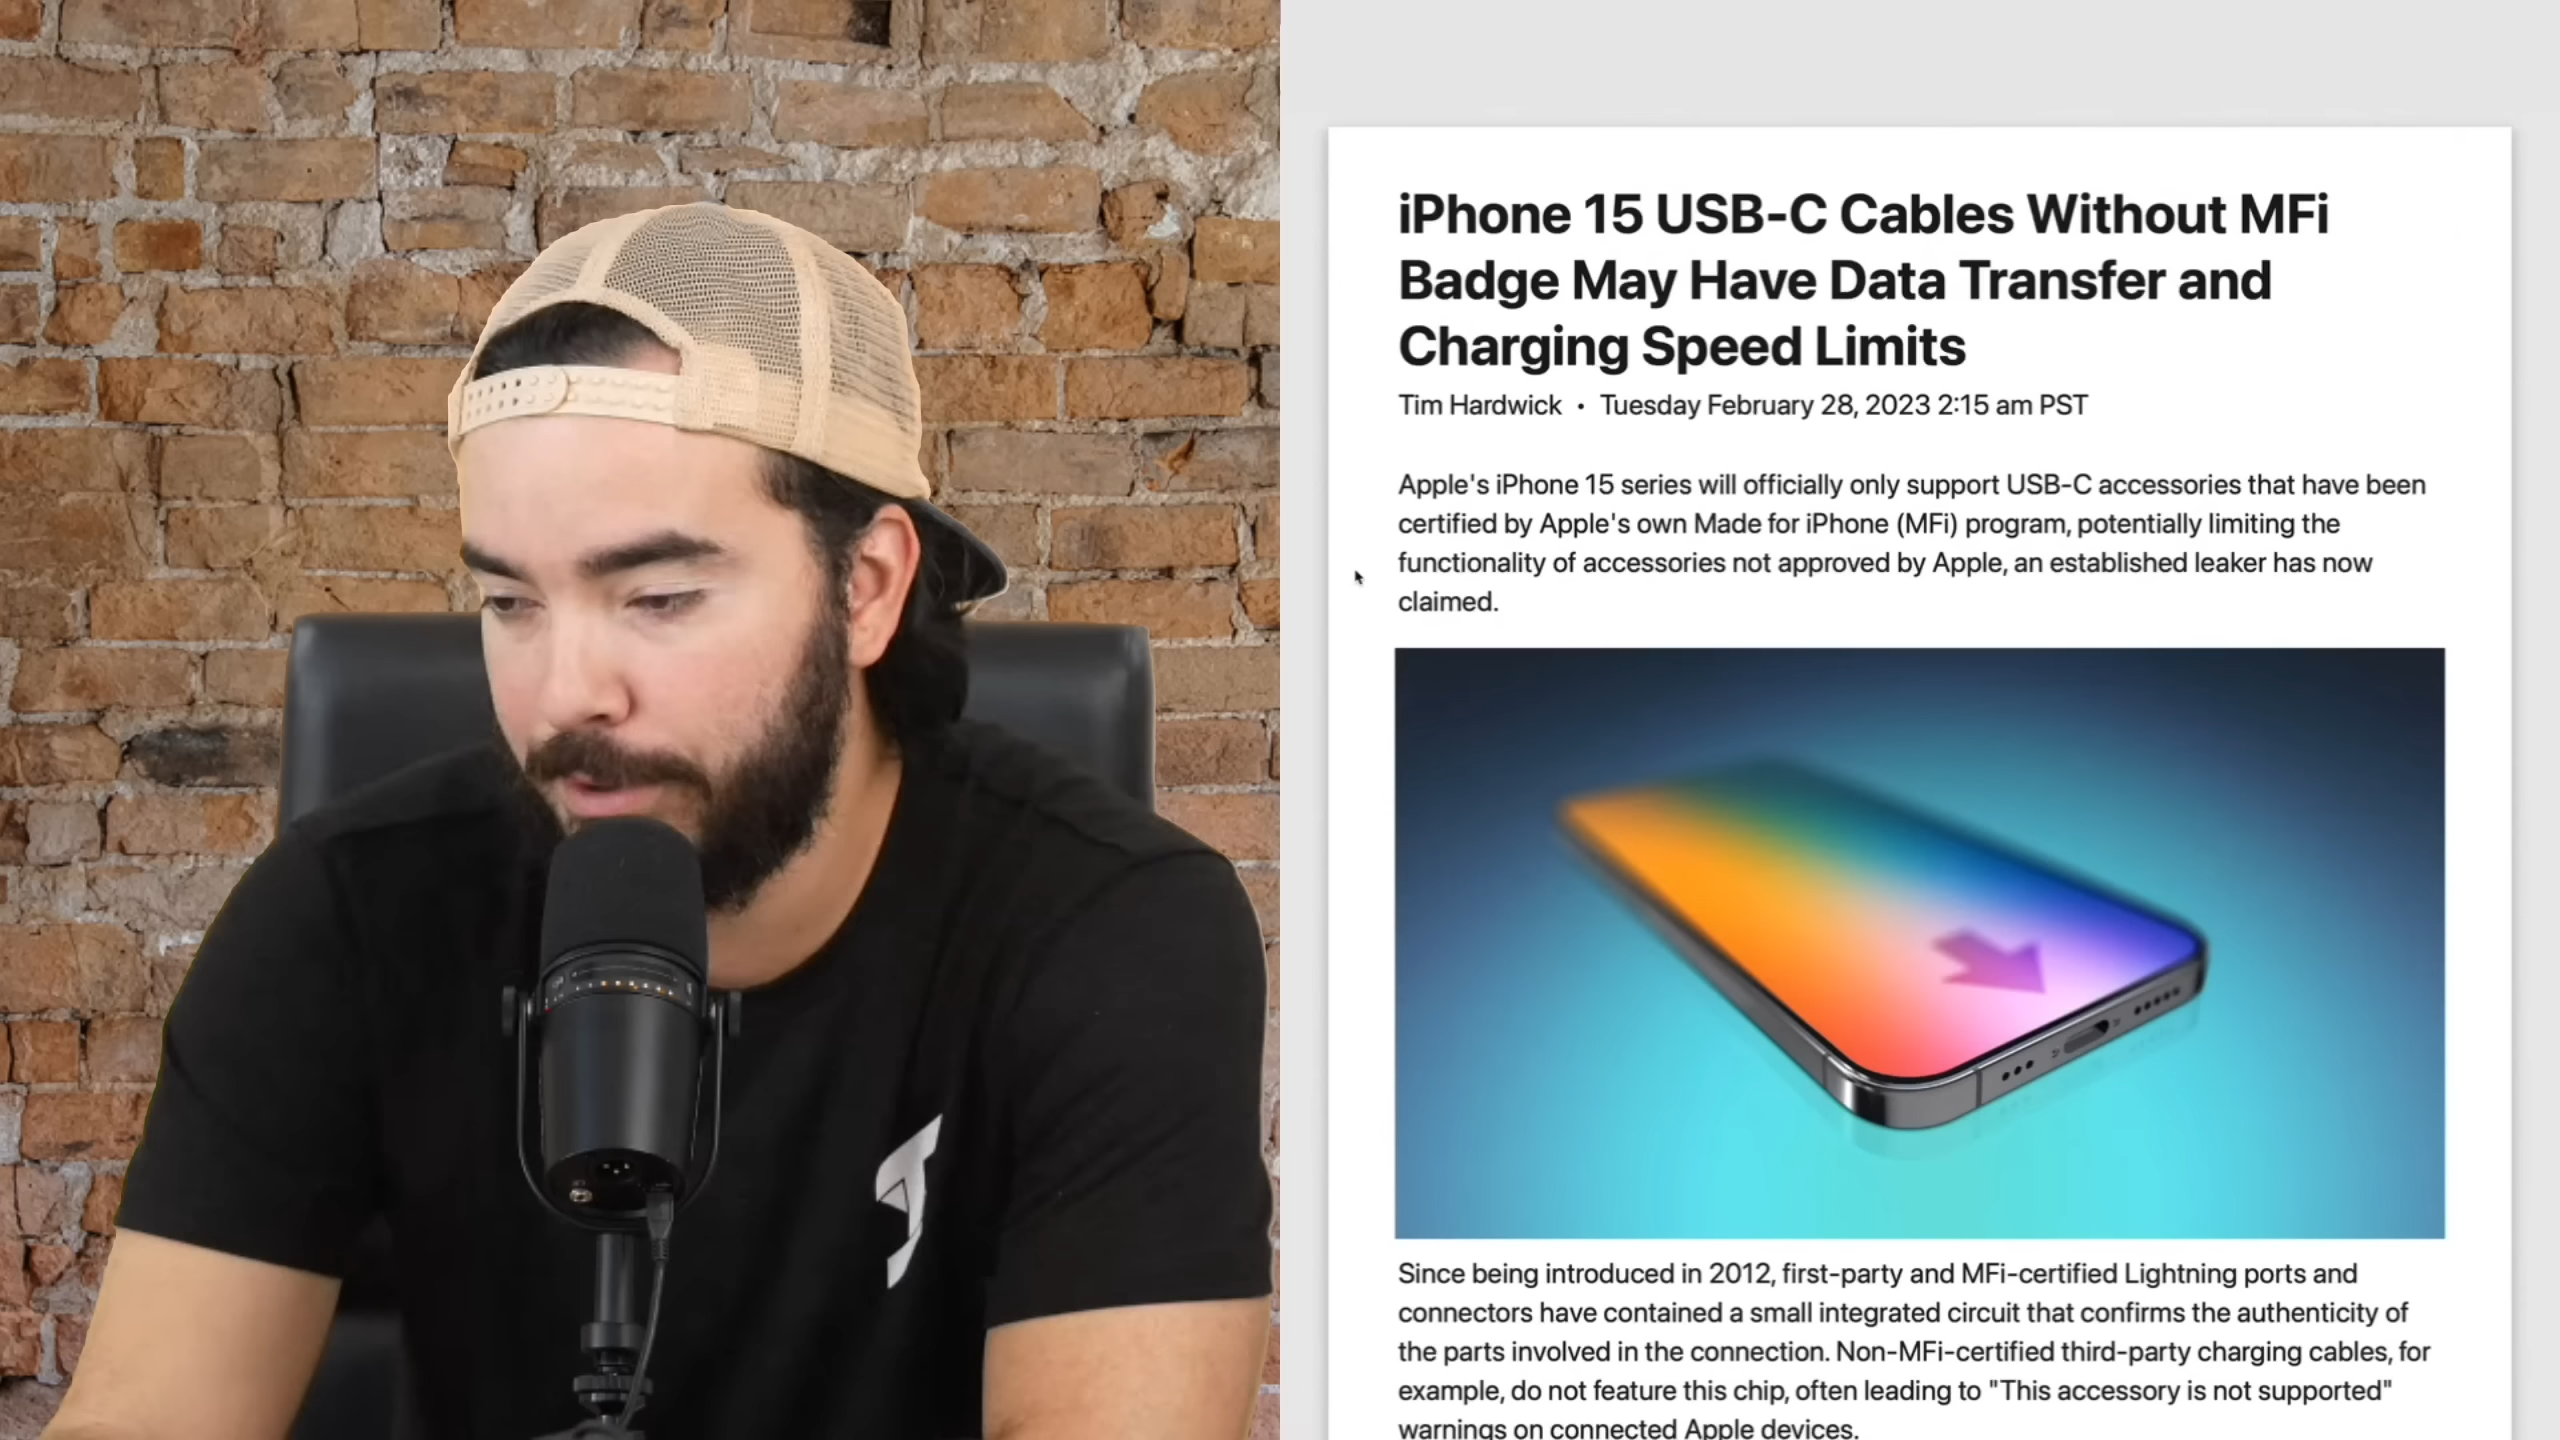 iPhone 15 USB-C Cables Without MFi
Badge May Have Data Transfer and
Charging Speed Limits
Tim Hardwick • Tuesday February 28, 2023 2:15 am PST
Apple's iPhone 15 series will officially only support USB-C accessories that have been
certified by Apple's own Made for iPhone (MFi) program, potentially limiting the
functionality of accessories not approved by Apple, an established leaker has now
claimed.
Since being introduced in 2012, first-party and MFi-certified Lightning ports and
connectors have contained a small integrated circuit that confirms the authenticity of
the parts involved in the connection. Non-MFi-certified third-party charging cables, for
example, do not feature this chip, often leading to "This accessory is not supported"
warnings on connected Apple devices.